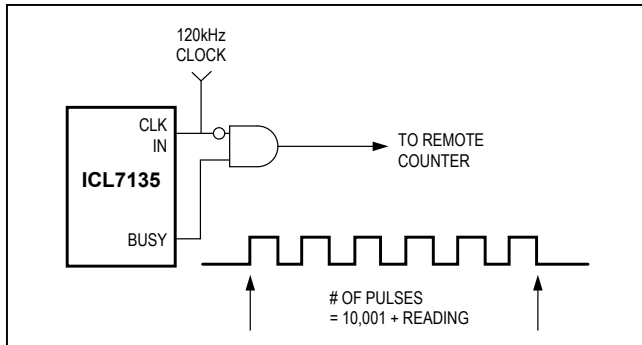 120kHz
CLOCK
CLK
IN
ICL7135
BUSY
TO REMOTE
COUNTER
# OF PULSES
= 10,001 + READING